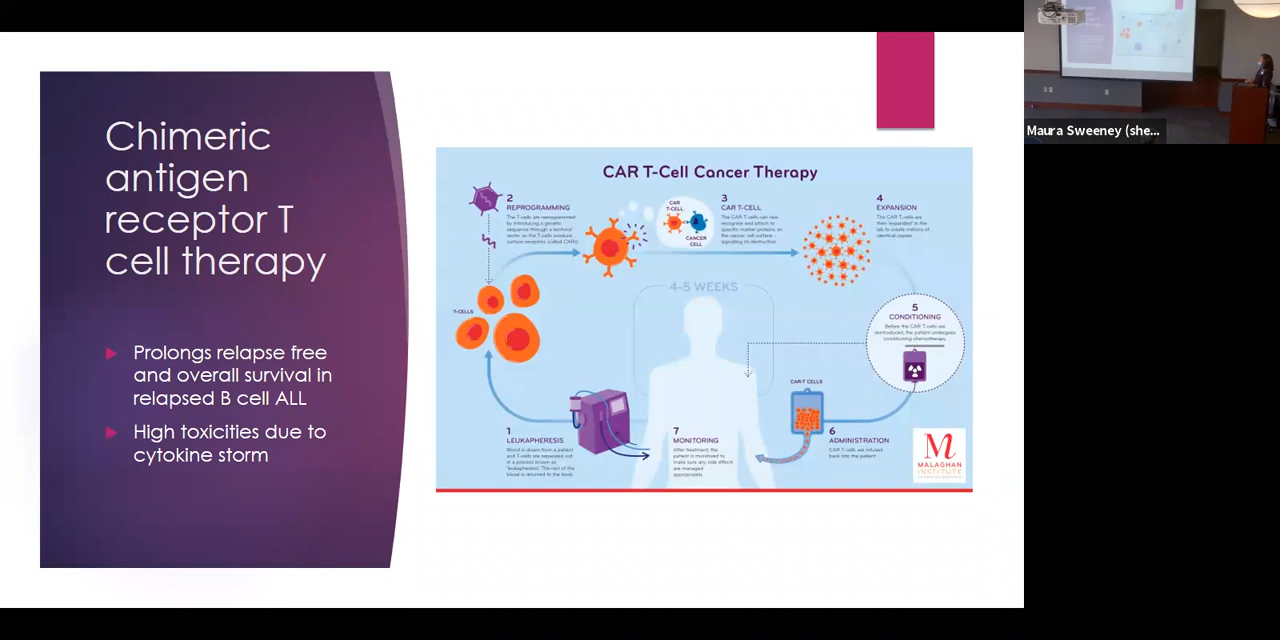 Chimeric
antigen
receptor T
cell therapy
Prolongs relapse free
and overall survival in
relapsed B cell ALL
High toxicities due to
cytokine storm
CAR T-Cell Cancer Therapy
2
REPROGRAMMING
The T-cells are reprogrammed
by introducing a genetic
sequence through a
vector so the T-cells produce
surface receptors (called CARs)
CAR
T-CELL
CANCER
CELL
3
CAR T-CELL
The CAR T-cells can now
recognise and attach to
specific marker proteins on
the cancer cell surface -
signalling its destruction.
4
EXPANSION
The CAR T-cells are
then 'expanded' in the
lab to create millions of
identical copies.
T-CELLS
4-5 WEEKS
5
CONDITIONING
Before the CAR T-cells are
reintroduced, the patient undergoes
conditioning chemotherapy
1
LEUKAPHERESIS
Blood is drawn from a patient
and T-cells are separated out
in a process known as
'leukapheresis'. The rest of the
blood is returned to the body
7
MONITORING
After treatment, the
patient is monitored to
make sure any side effects
are managed
appropriately
CAR-T CELLS
6
ADMINISTRATION
CAR T-cells are infused
back into the patient
M
MALAGHAN
INSTITUTE
Maura Sweeney (she...